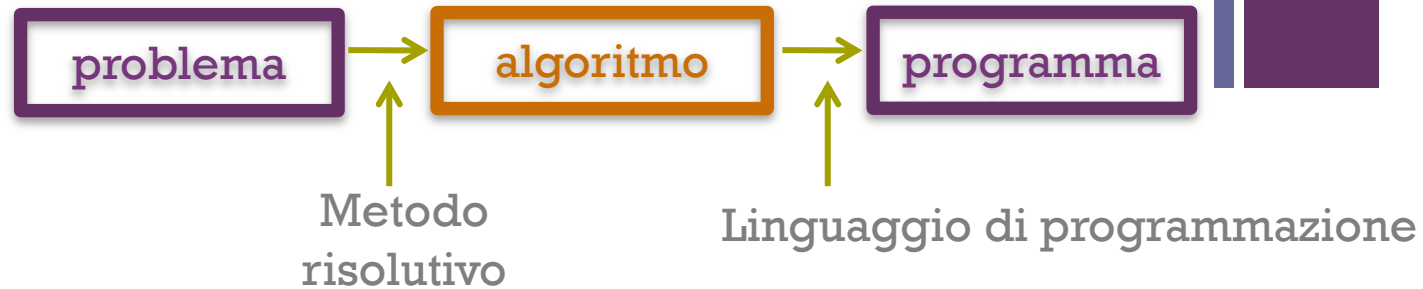 problema
algoritmo
programma
Metodo
risolutivo
Linguaggio di programmazione